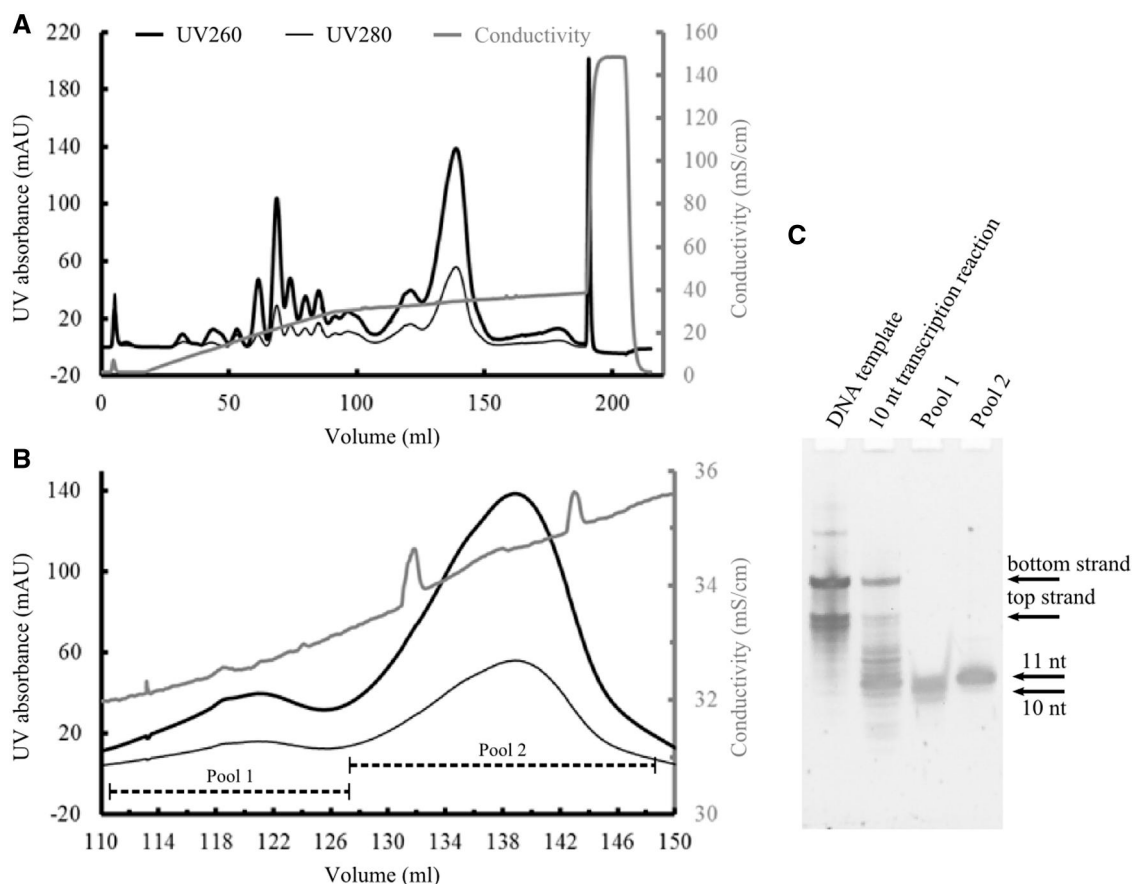 A
UV260 UV280 Conductivity
220
180
140
100
60
20
-20
UV absorbance (mAU)
160
140
120
100
80
60
40
20
0
Conductivity (mS/cm)
0 50 100 150 200
Volume (ml)
B
140
100
60
20
-20
UV absorbance (mAU)
36
34
32
30
Conductivity (mS/cm)
Pool 1
Pool 2
110 114 118 122 126 130 134 138 142 146 150
Volume (ml)
C
DNA template
10 nt transcription reaction
Pool 1
Pool 2
bottom strand
top strand
11 nt
10 nt